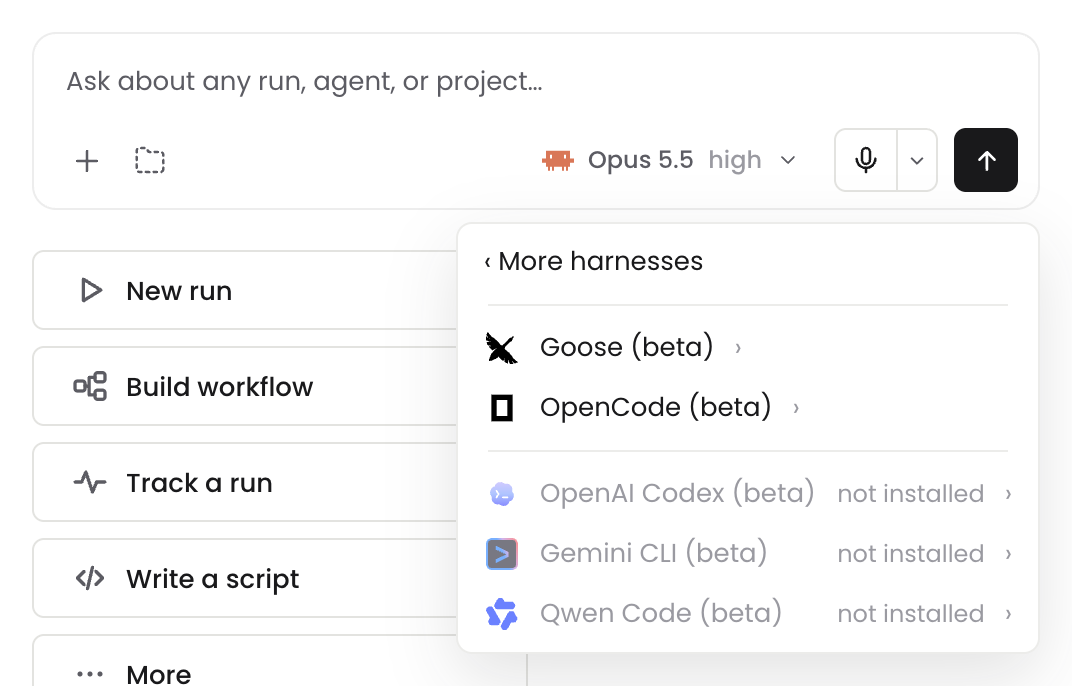 Ask about any run, agent, or project...
Opus 5.5 high
‹ More harnesses
New run
Goose (beta) ›
Build workflow
OpenCode (beta) ›
Track a run
OpenAI Codex (beta) not installed ›
Gemini CLI (beta) not installed ›
Write a script
Qwen Code (beta) not installed ›
More